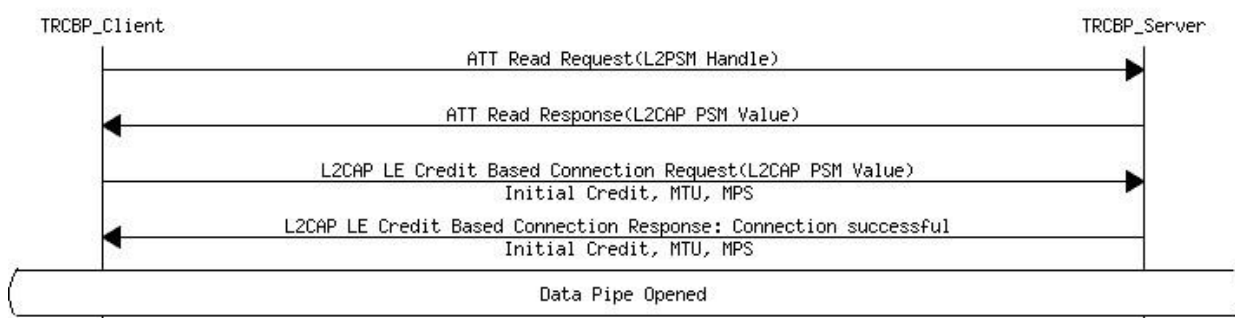 TRCBP_Client TRCBP_Server
ATT Read Request(L2PSM Handle)
ATT Read Response(L2CAP PSM Value)
L2CAP LE Credit Based Connection Request(L2CAP PSM Value)
Initial Credit, MTU, MPS
L2CAP LE Credit Based Connection Response: Connection successful
Initial Credit, MTU, MPS
Data Pipe Opened